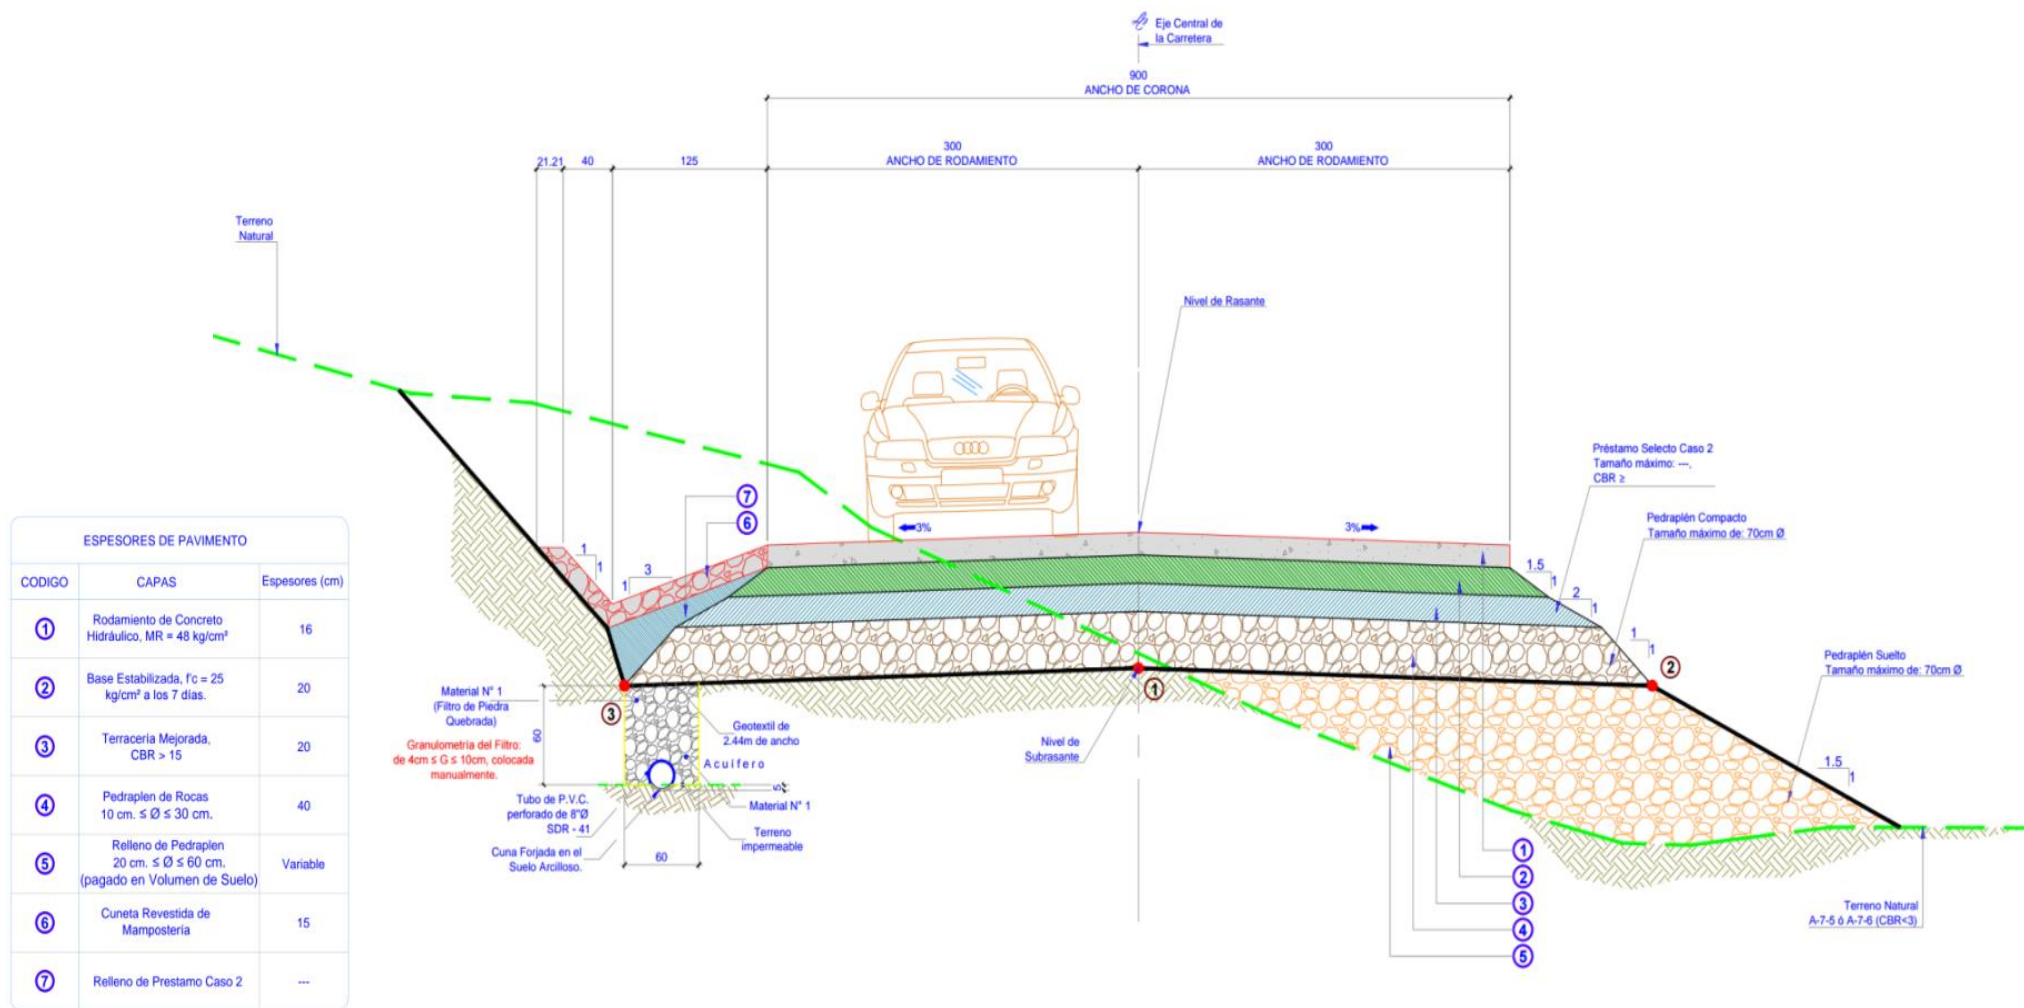 Eje Central de
la Carretera
900
ANCHO DE CORONA
21.21
40
125
300
ANCHO DE RODAMIENTO
300
ANCHO DE RODAMIENTO
Terreno
Natural
Nivel de Rasante
Préstamo Selecto Caso 2
Tamaño máximo: ---,
CBR ≥
Pedraplén Compacto
Tamaño máximo de: 70cm Ø
Pedraplén Suelto
Tamaño máximo de: 70cm Ø
7
6
3%
3%
1
1
3
1
1.5
1
2
1
1
1
1.5
1
2
1
3
Material N° 1
(Filtro de Piedra
Quebrada)
Granulometría del Filtro:
de 4cm ≤ G ≤ 10cm, colocada
manualmente.
60
Geotextil de
2.44m de ancho
Acuífero
5
Material N° 1
Terreno
impermeable
Tubo de P.V.C.
perforado de 8"Ø
SDR - 41
Cuna Forjada en el
Suelo Arcilloso.
60
Nivel de
Subrasante
1
2
3
4
5
Terreno Natural
A-7-5 ó A-7-6 (CBR<3)
ESPESORES DE PAVIMENTO
CODIGO CAPAS Espesores (cm)
1 Rodamiento de Concreto
Hidráulico, MR = 48 kg/cm² 16
2 Base Estabilizada, f'c = 25
kg/cm² a los 7 días. 20
3 Terracería Mejorada,
CBR > 15 20
4 Pedraplen de Rocas
10 cm. ≤ Ø ≤ 30 cm. 40
5 Relleno de Pedraplen
20 cm. ≤ Ø ≤ 60 cm.
(pagado en Volumen de Suelo) Variable
6 Cuneta Revestida de
Mampostería 15
7 Relleno de Prestamo Caso 2 ---